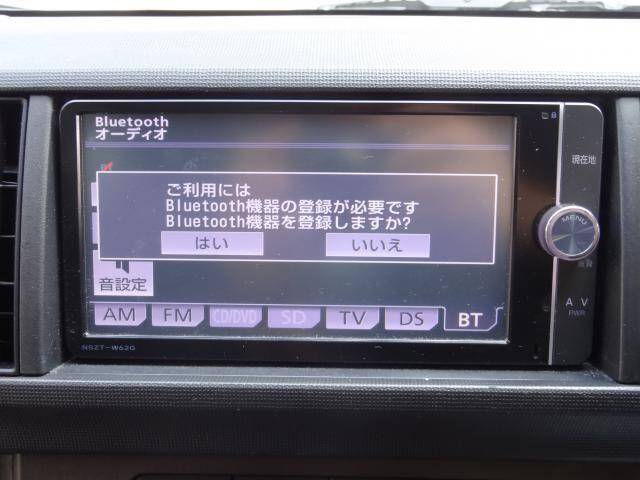 Bluetooth
オーディオ
現在地
ご利用には
Bluetooth機器の登録が必要です
Bluetooth機器を登録しますか?
はい
いいえ
MENU
音設定
AM
FM
CD/DVD
SD
TV
DS
BT
AV
PWR
NSZT-W62G